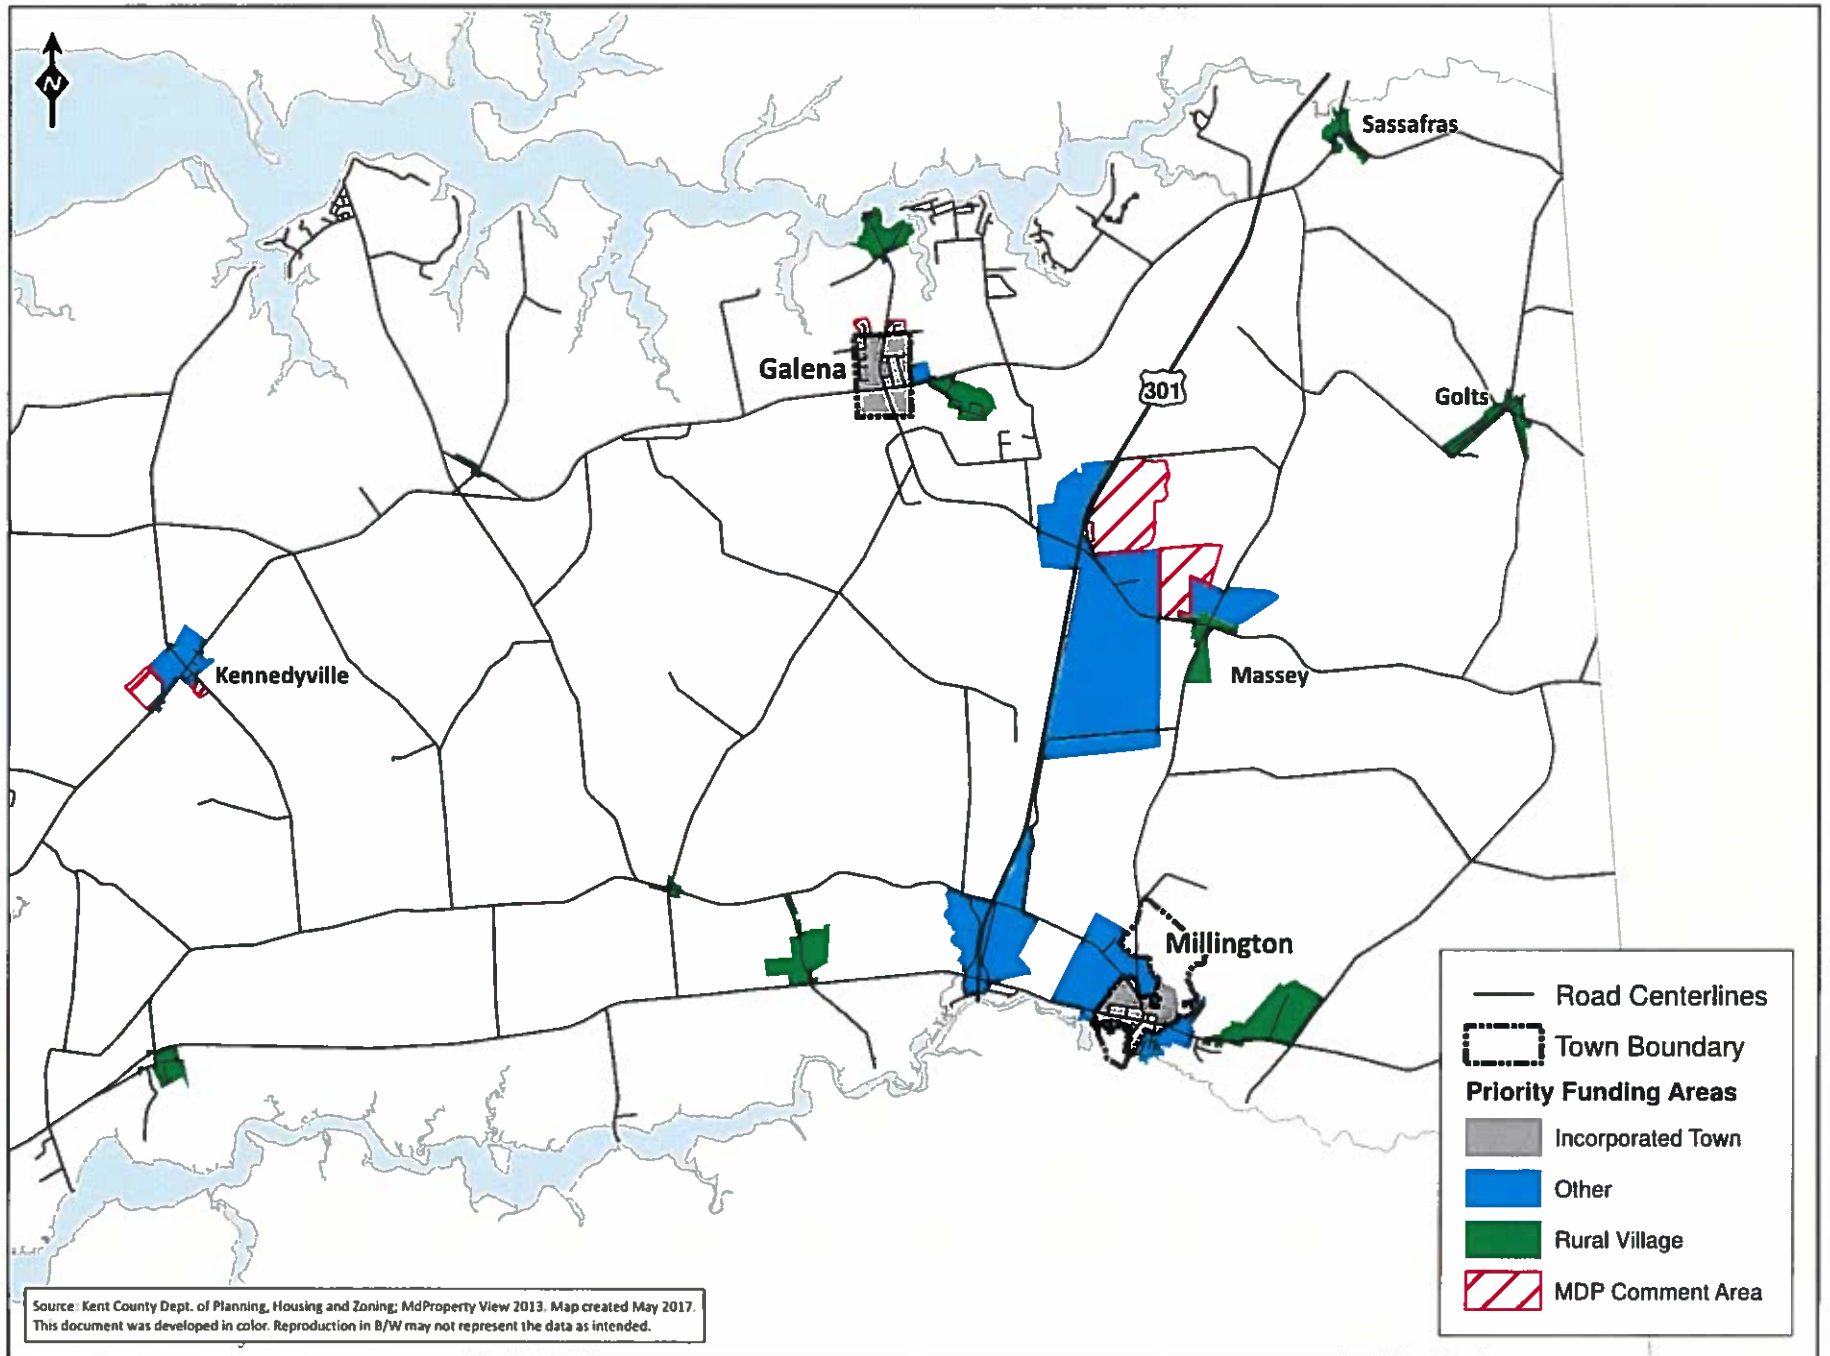 N
Sassafras
Galena
301
Golts
Kennedyville
Massey
Millington
Road Centerlines
Town Boundary
Priority Funding Areas
Incorporated Town
Other
Rural Village
MDP Comment Area
Source: Kent County Dept. of Planning, Housing and Zoning; MdProperty View 2013. Map created May 2017.
This document was developed in color. Reproduction in B/W may not represent the data as intended.